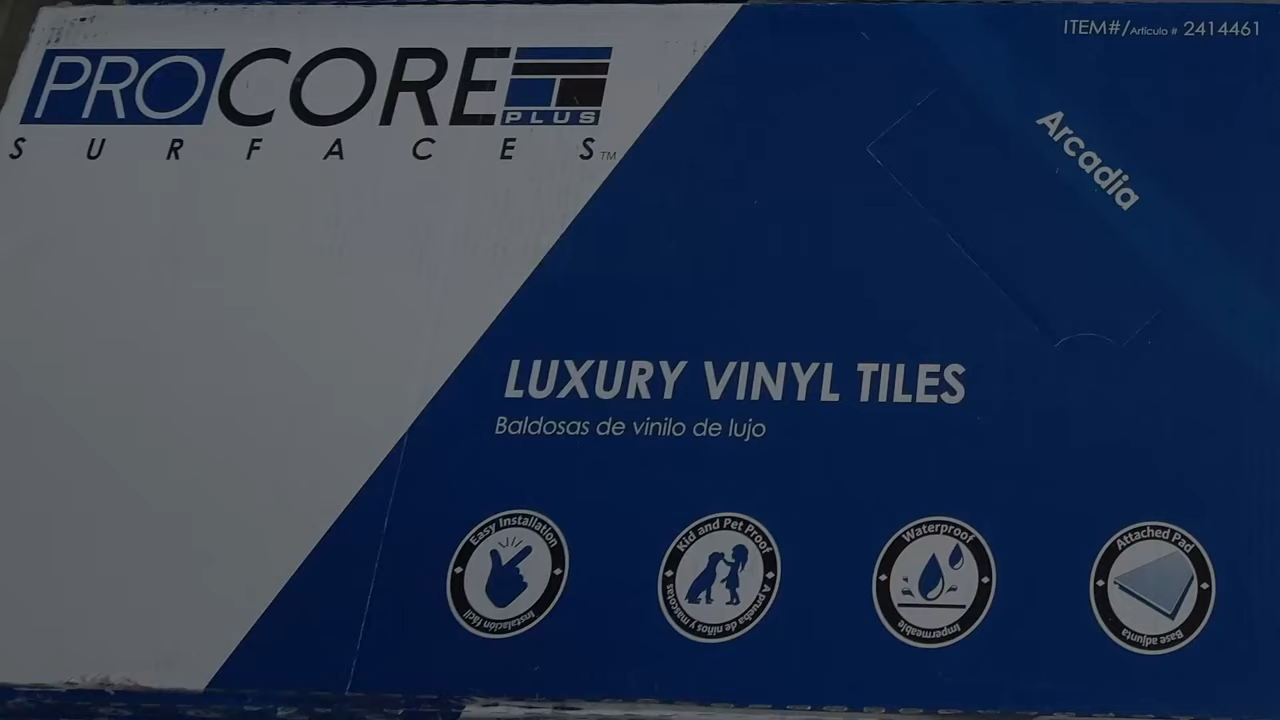 PROCORE
PLUS
SURFACES™
ITEM#/Artículo # 2414461
Arcadia
LUXURY VINYL TILES
Baldosas de vinilo de lujo
Easy Installation
Instalación fácil
Kid and Pet Proof
A prueba de niños y mascotas
Waterproof
Impermeable
Attached Pad
Base adjunta